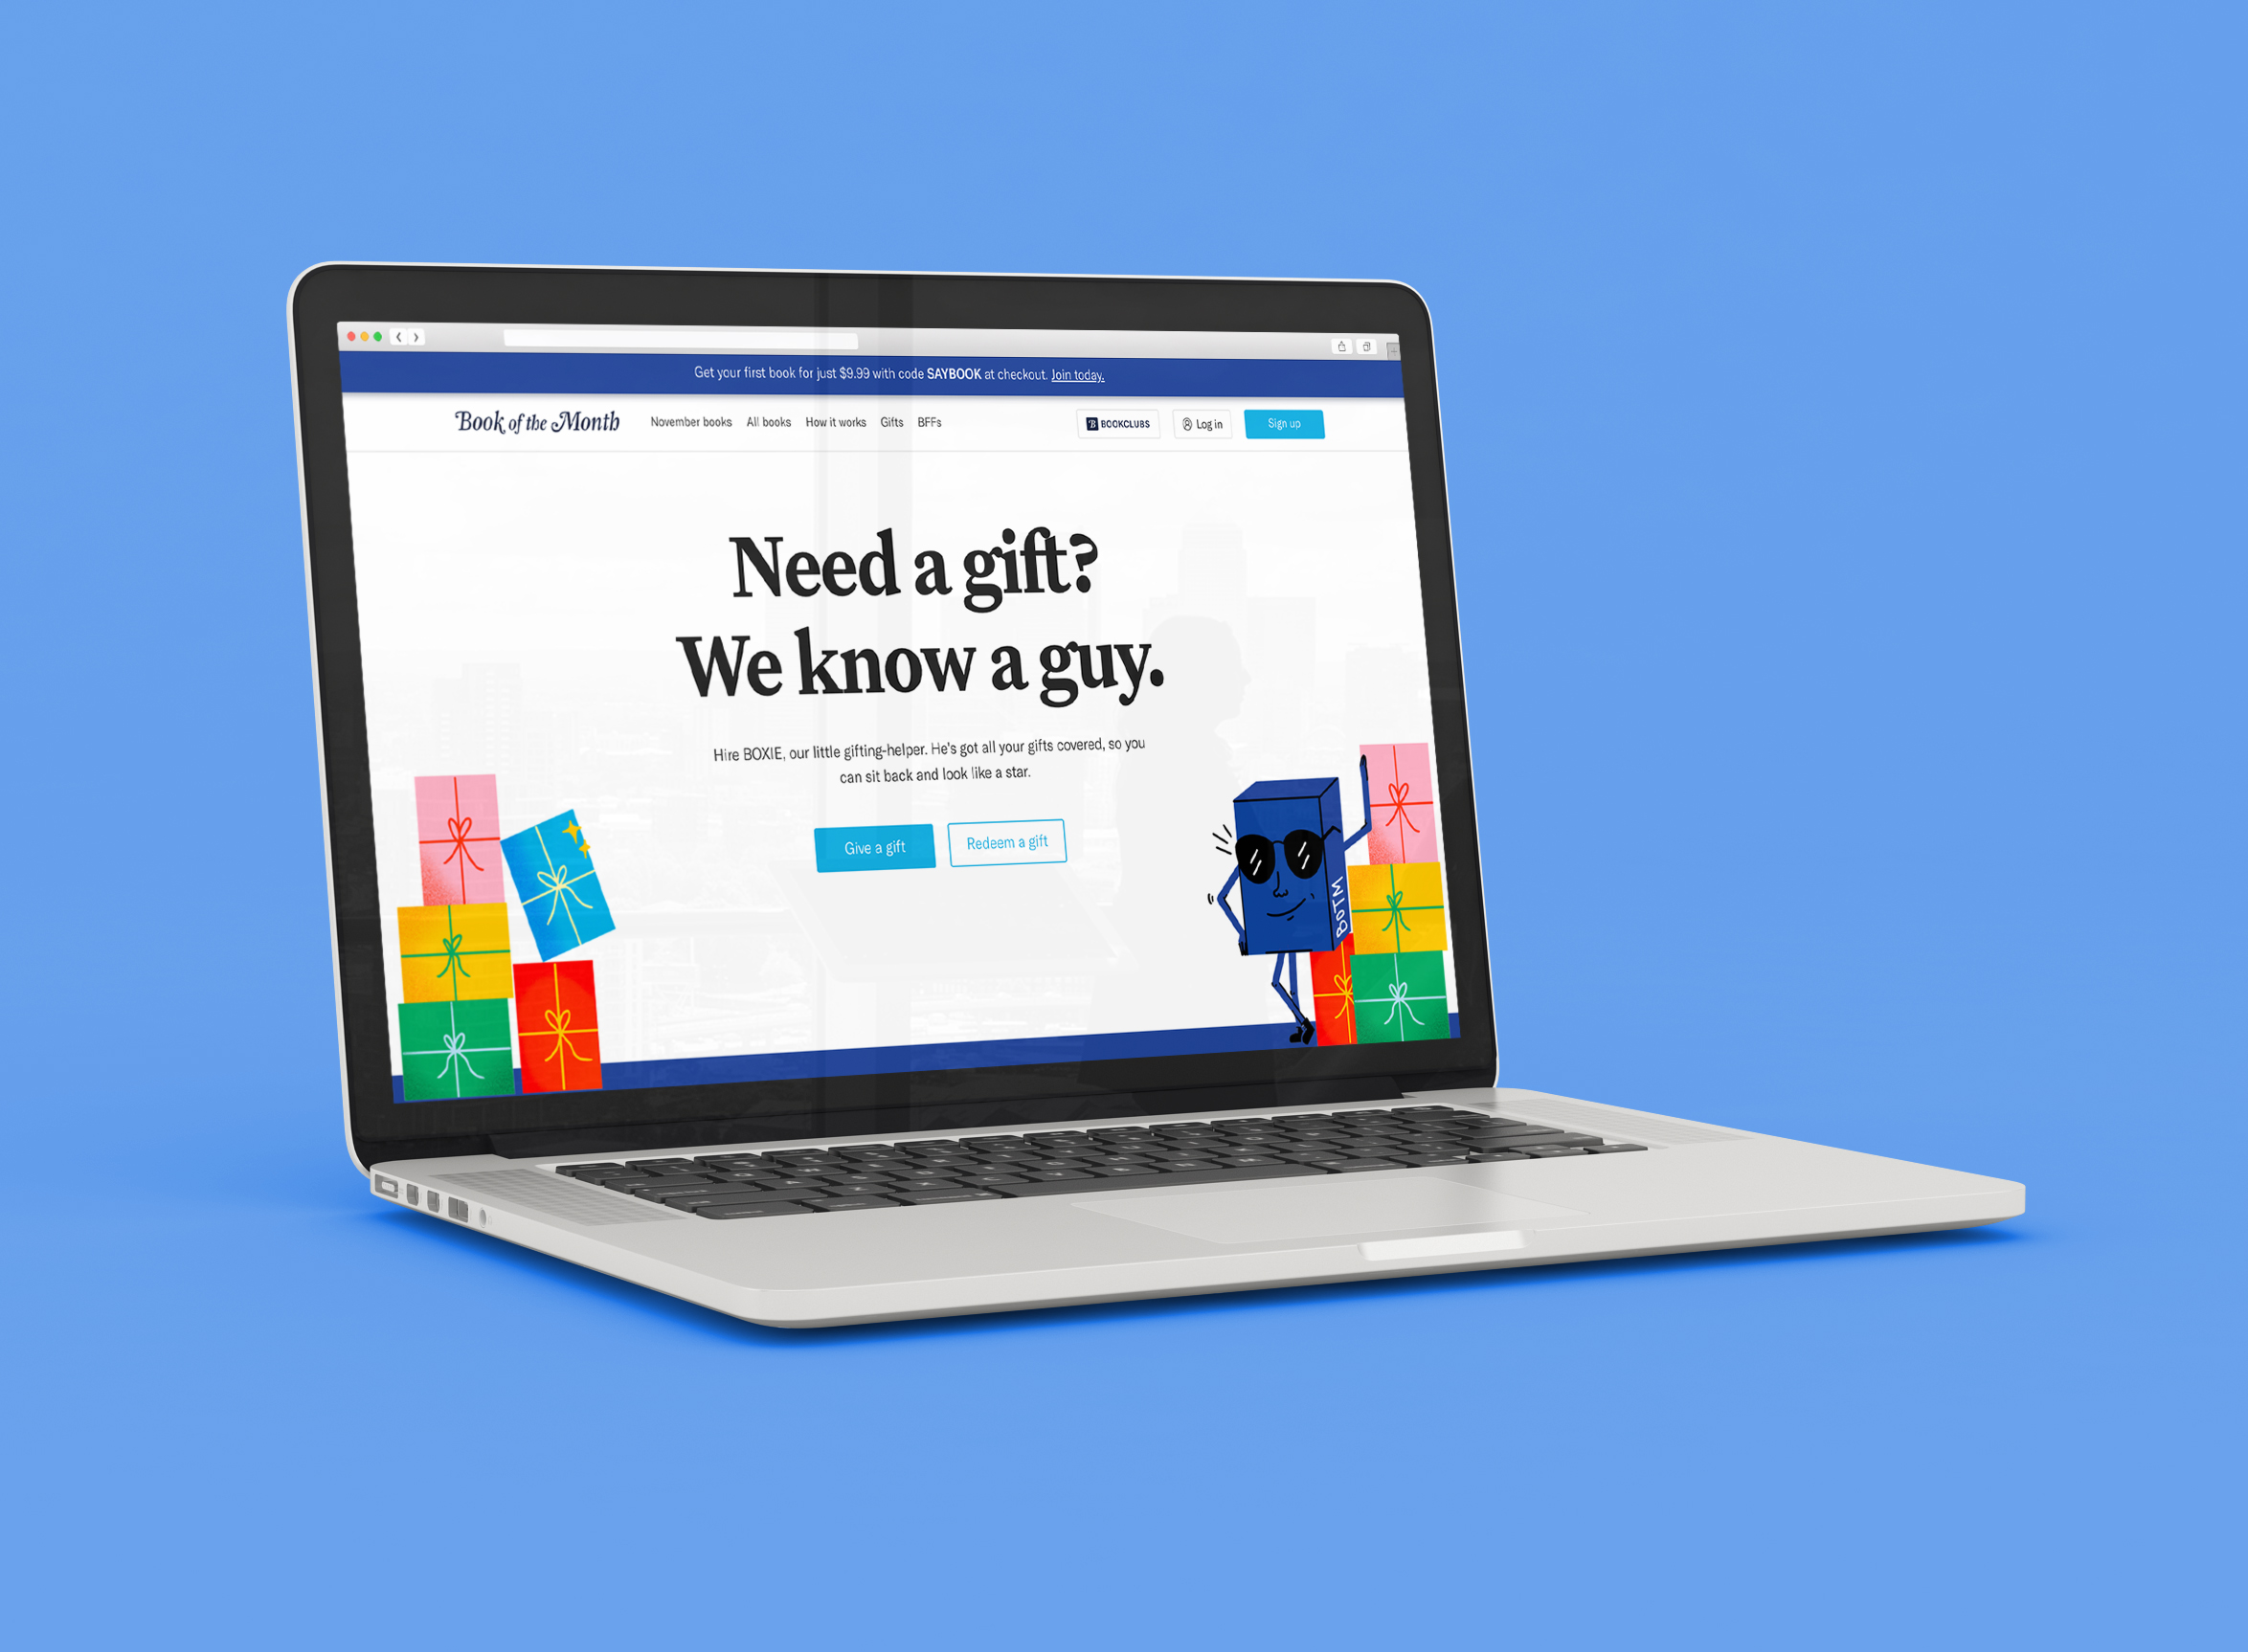 Get your first book for just $9.99 with code SAYBOOK at checkout. Join today.
Book of the Month
November books All books How it works Gifts BFFs
B BOOKCLUBS Log in Sign up
Need a gift?
We know a guy.
Hire BOXIE, our little gifting-helper. He's got all your gifts covered, so you
can sit back and look like a star.
Give a gift Redeem a gift
BOTM